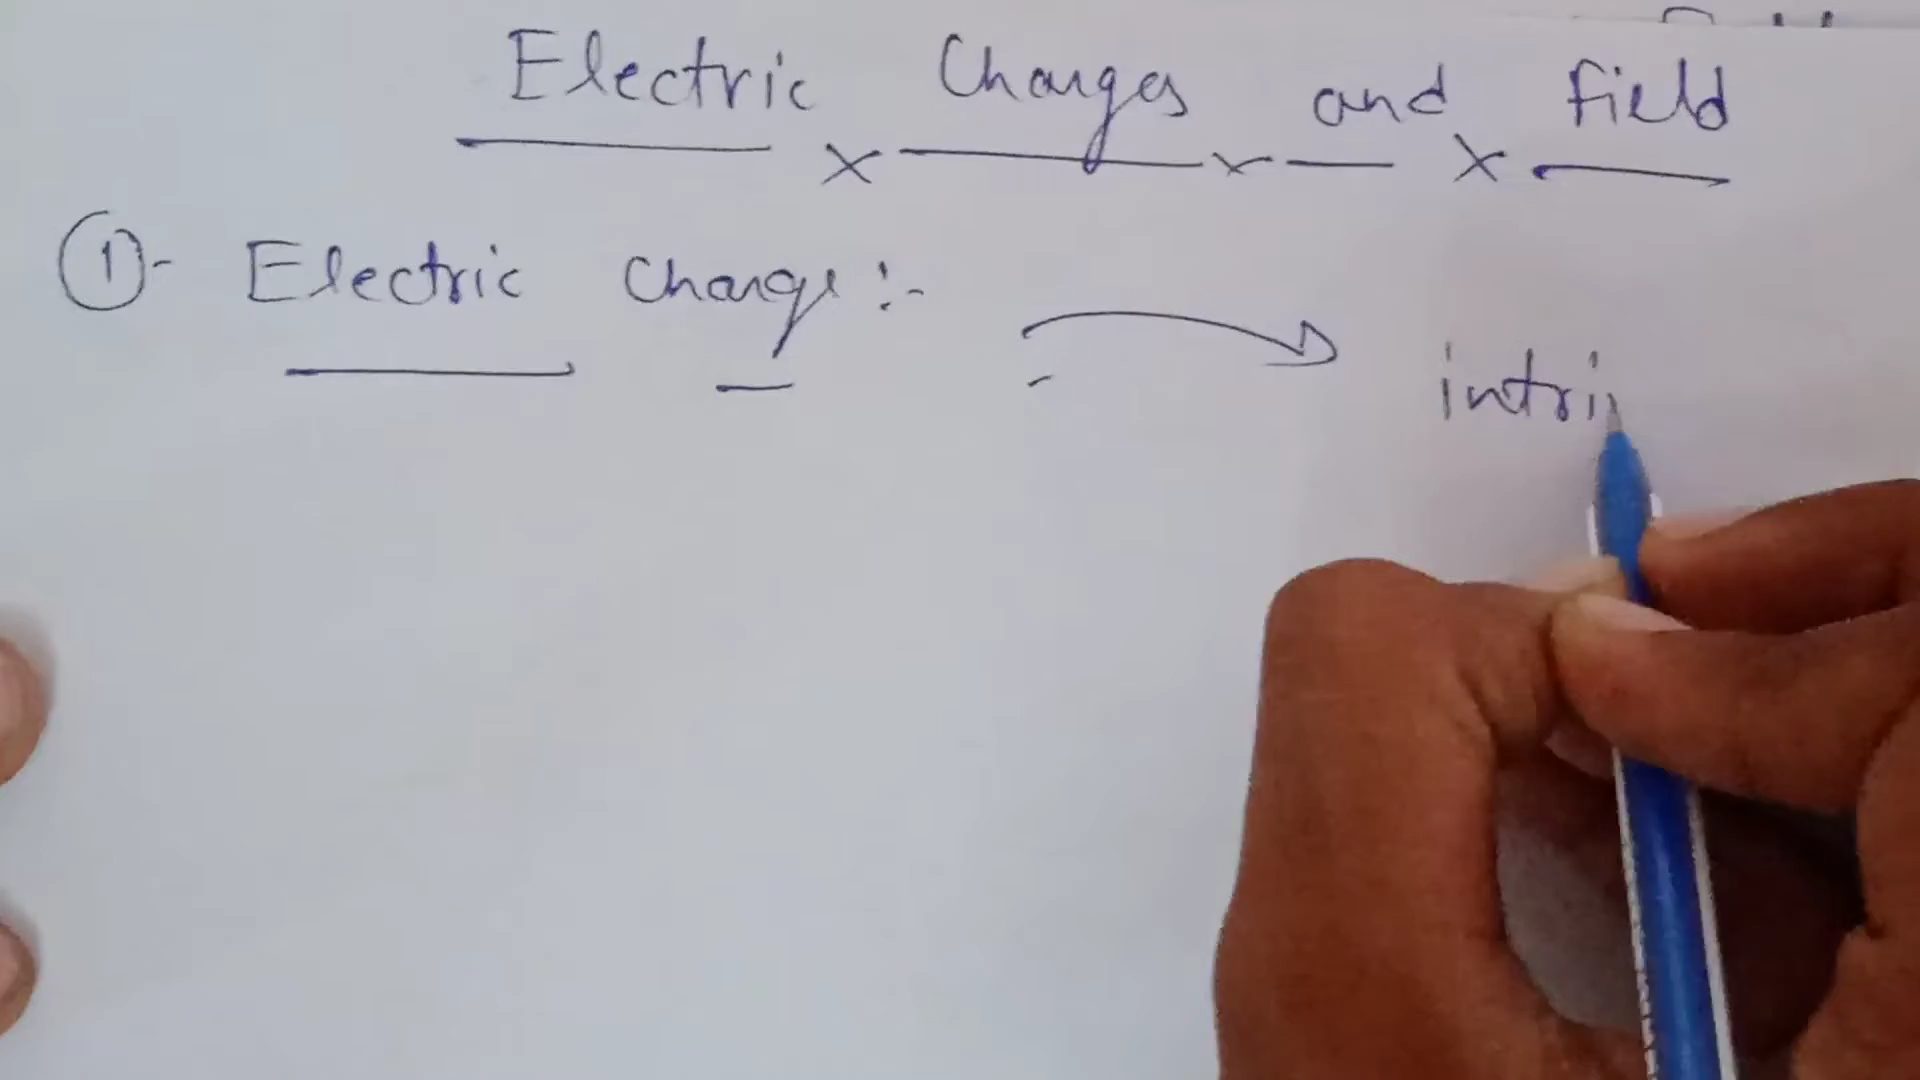 Electric Charges and field
①- Electric Charge :-
intri